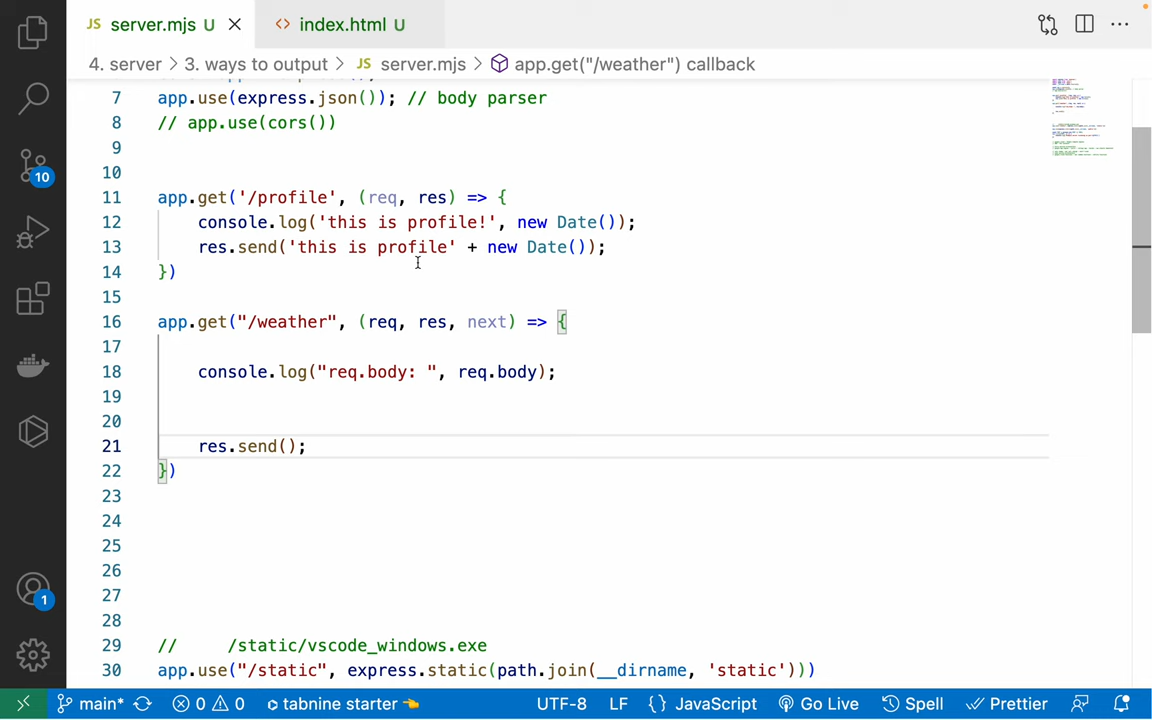 JS server.mjs U
<> index.html U
4. server > 3. ways to output > JS server.mjs > app.get("/weather") callback
7 app.use(express.json()); // body parser
8 // app.use(cors())
9
10
11 app.get('/profile', (req, res) => {
12 console.log('this is profile!', new Date());
13 res.send('this is profile' + new Date());
14 })
15
16 app.get("/weather", (req, res, next) => {
17
18 console.log("req.body: ", req.body);
19
20
21 res.send();
22 })
23
24
25
26
27
28
29 // /static/vscode_windows.exe
30 app.use("/static", express.static(path.join(__dirname, 'static')))
10
1
main* 0 0 tabnine starter 👈 UTF-8 LF {} JavaScript Go Live Spell Prettier